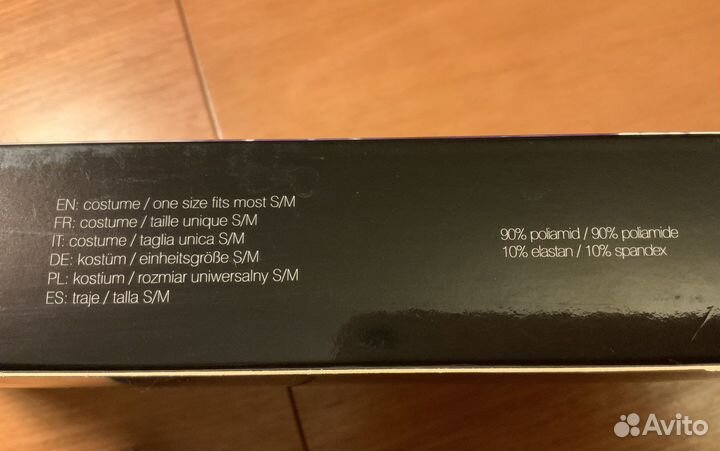 EN: costume / one size fits most S/M
FR: costume / taille unique S/M
IT: costume / taglia unica S/M
DE: kostüm / einheitsgröße S/M
PL: kostium / rozmiar uniwersalny S/M
ES: traje / talla S/M
90% poliamid / 90% poliamide
10% elastan / 10% spandex
Avito